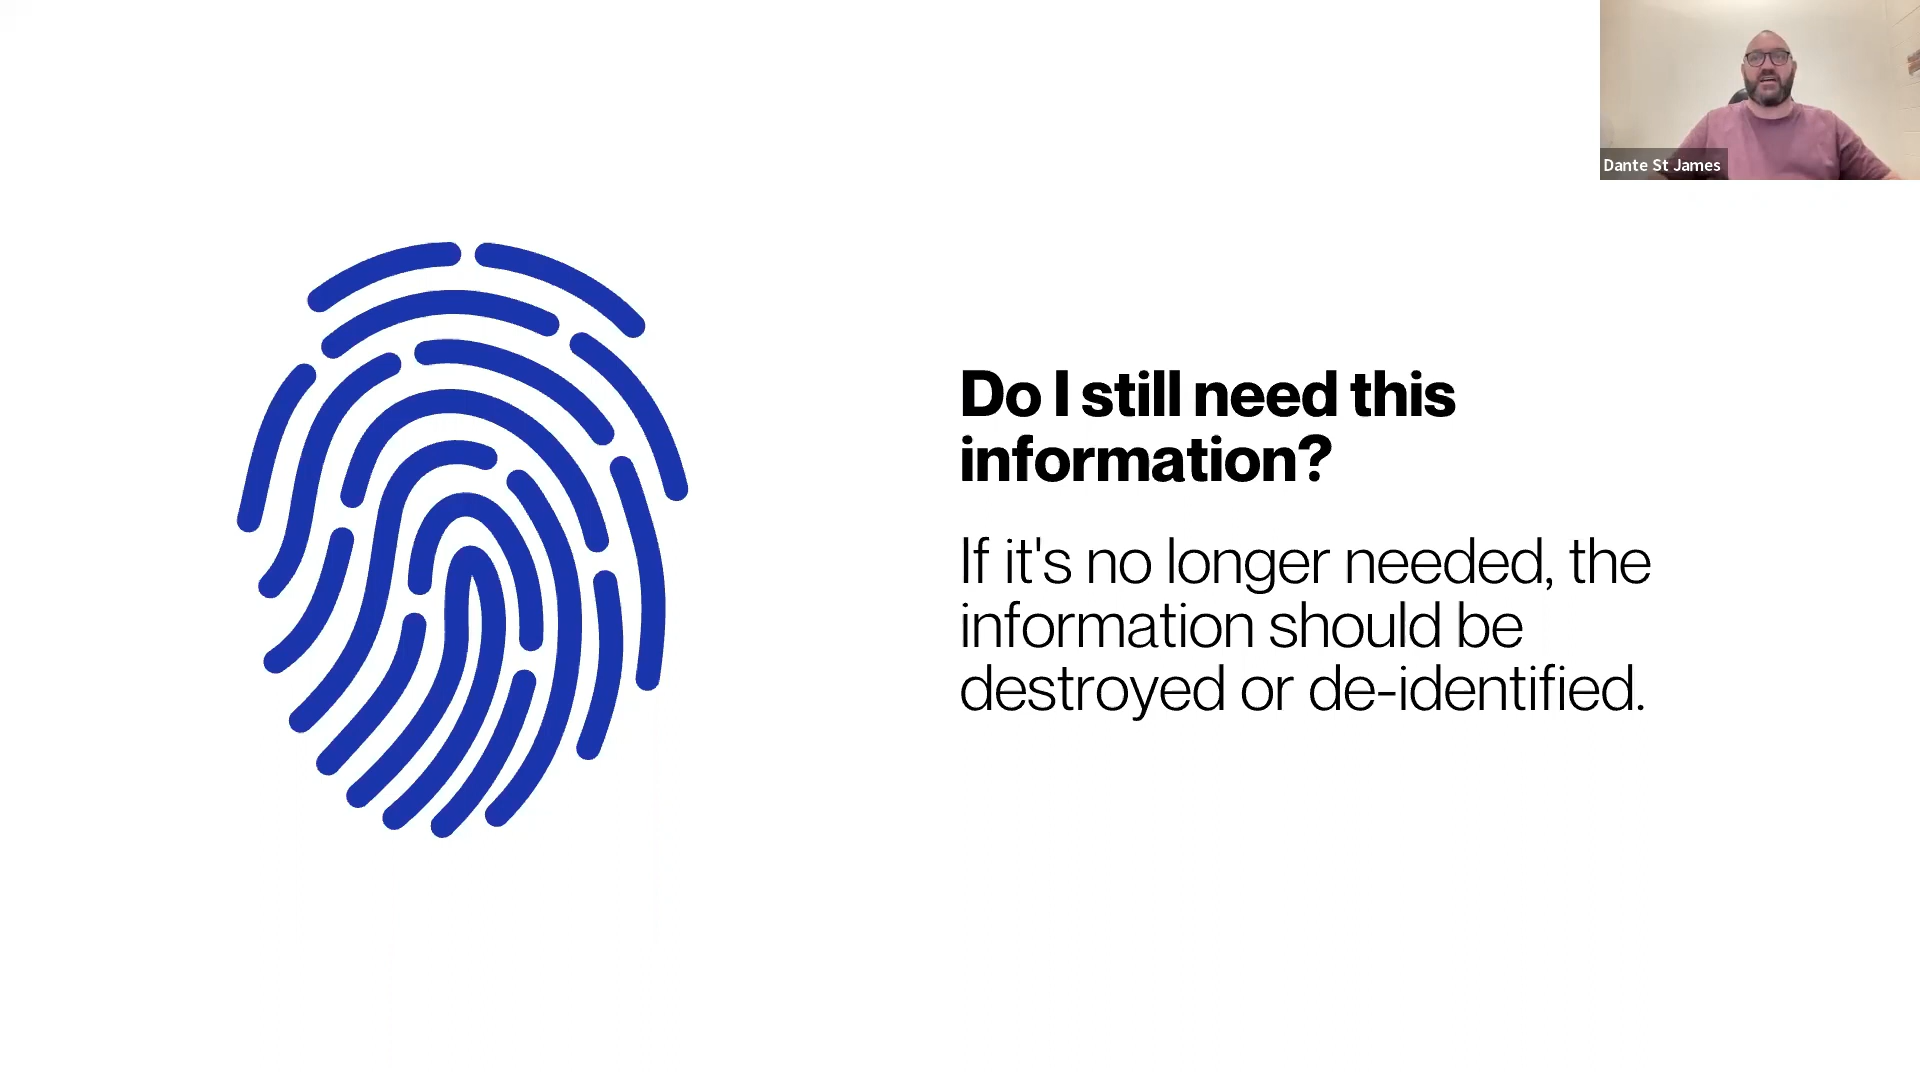 Dante St James
Do I still need this
information?
If it's no longer needed, the
information should be
destroyed or de-identified.